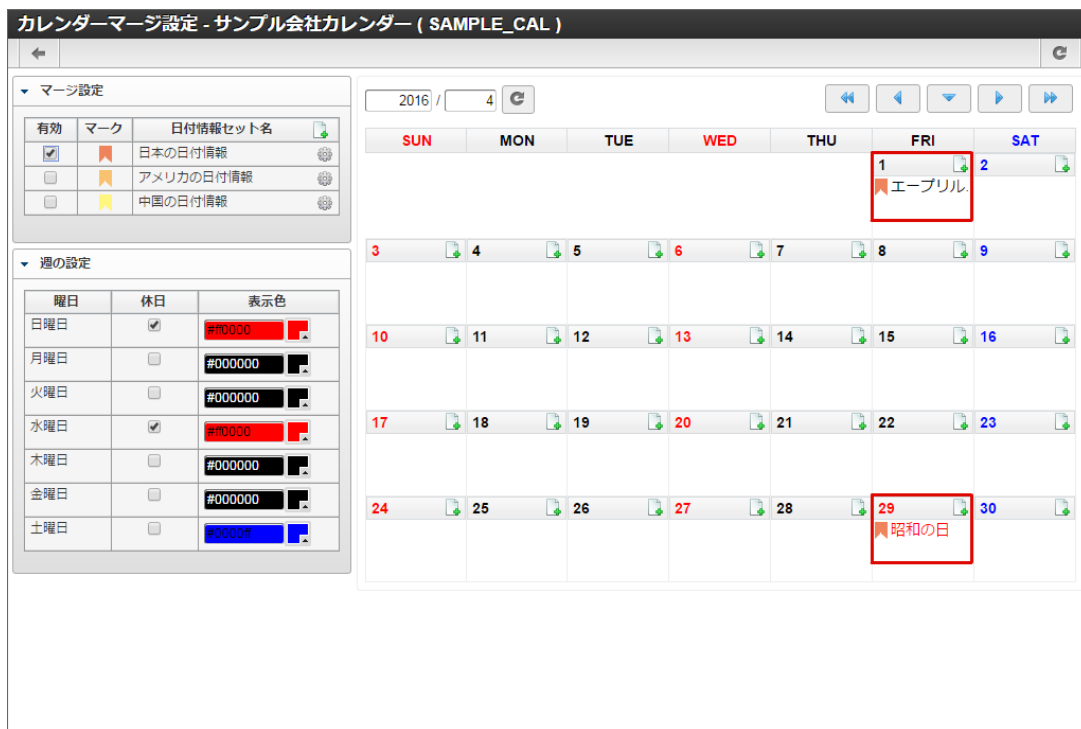 カレンダーマージ設定 - サンプル会社カレンダー ( SAMPLE_CAL )
マージ設定
有効 マーク 日付情報セット名
日本の日付情報
アメリカの日付情報
中国の日付情報
週の設定
曜日 休日 表示色
日曜日 #ff0000
月曜日 #000000
火曜日 #000000
水曜日 #ff0000
木曜日 #000000
金曜日 #000000
土曜日 #0000ff
2016 / 4
SUN MON TUE WED THU FRI SAT
1 2
エープリル.
3 4 5 6 7 8 9
10 11 12 13 14 15 16
17 18 19 20 21 22 23
24 25 26 27 28 29 30
昭和の日